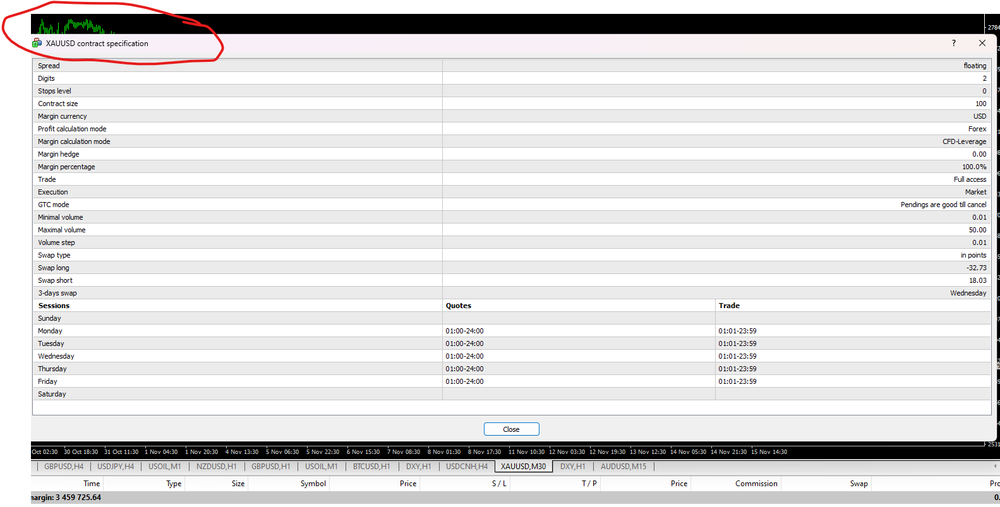 2784
XAUUSD contract specification ?
Spread floating
Digits 2
Stops level 0
Contract size 100
Margin currency USD
Profit calculation mode Forex
Margin calculation mode CFD-Leverage
Margin hedge 0.00
Margin percentage 100.0%
Trade Full access
Execution Market
GTC mode Pendings are good till cancel
Minimal volume 0.01
Maximal volume 50.00
Volume step 0.01
Swap type in points
Swap long -32.73
Swap short 18.03
3-days swap Wednesday
Sessions Quotes Trade
Sunday
Monday 01:00-24:00 01:01-23:59
Tuesday 01:00-24:00 01:01-23:59
Wednesday 01:00-24:00 01:01-23:59
Thursday 01:00-24:00 01:01-23:59
Friday 01:00-24:00 01:01-23:59
Saturday
Close
2531
Oct 02:30 30 Oct 18:30 31 Oct 11:30 1 Nov 04:30 1 Nov 20:30 4 Nov 13:30 5 Nov 06:30 5 Nov 22:30 6 Nov 15:30 7 Nov 08:30 8 Nov 01:30 8 Nov 17:30 11 Nov 10:30 12 Nov 03:30 12 Nov 19:30 13 Nov 12:30 14 Nov 05:30 14 Nov 21:30 15 Nov 14:30
GBPUSD,H4 USDJPY,H4 USOIL,M1 NZDUSD,H1 GBPUSD,H1 USOIL,M1 BTCUSD,H1 DXY,H1 USDCNH,H4 XAUUSD,M30 DXY,H1 AUDUSD,M15
Time Type Size Symbol Price S / L T / P Price Commission Swap Pro
margin: 3 459 725.64 0.